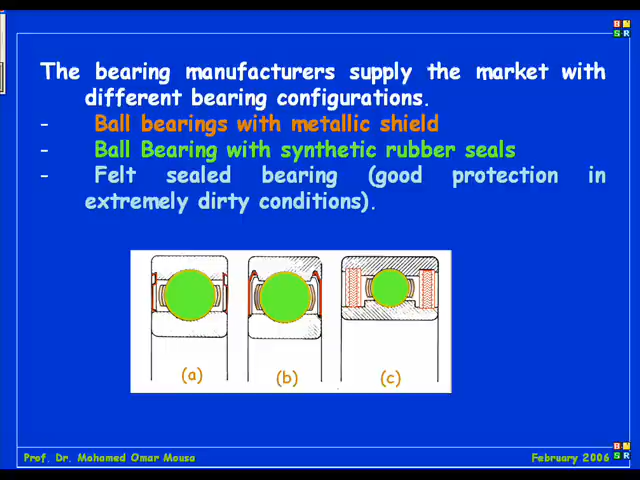 The bearing manufacturers supply the market with
different bearing configurations.
- Ball bearings with metallic shield
- Ball Bearing with synthetic rubber seals
- Felt sealed bearing (good protection in
extremely dirty conditions).
(a) (b) (c)
Prof. Dr. Mohamed Omar Mousa
February 2006